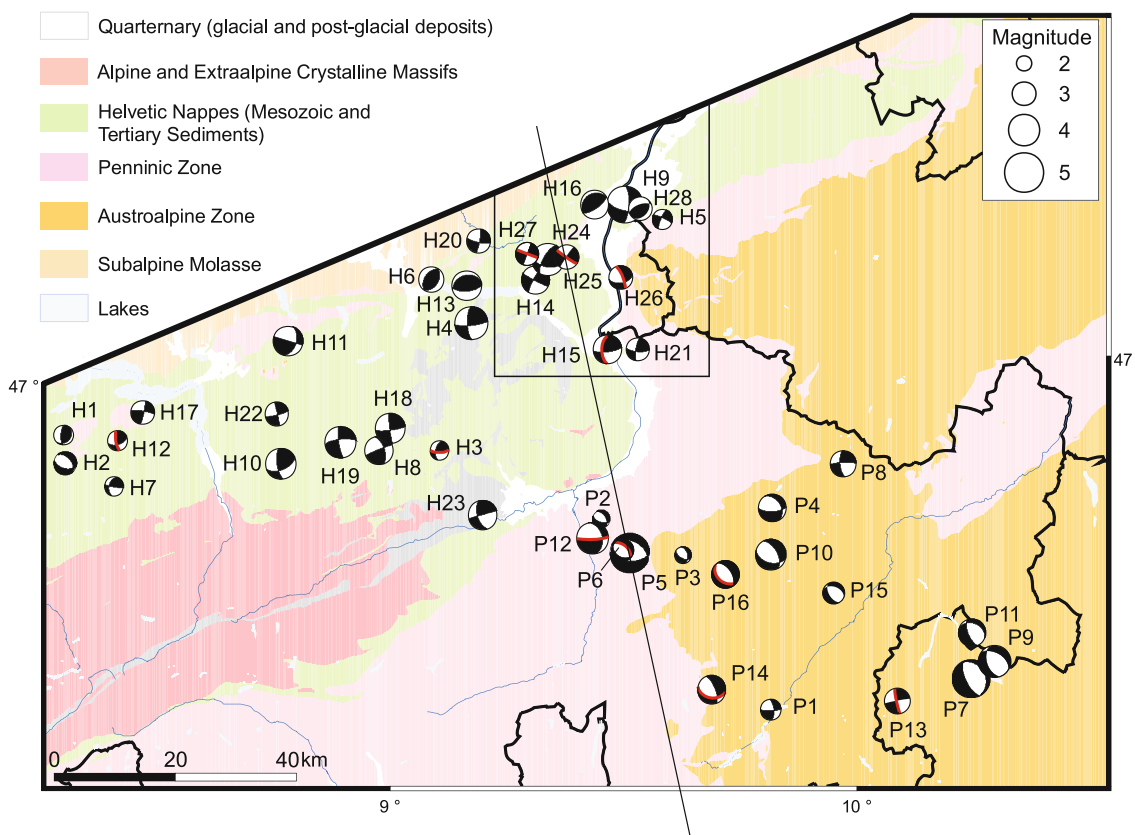 Quarternary (glacial and post-glacial deposits)
Alpine and Extraalpine Crystalline Massifs
Helvetic Nappes (Mesozoic and
Tertiary Sediments)
Penninic Zone
Austroalpine Zone
Subalpine Molasse
Lakes
Magnitude
2
3
4
5
H16
H9
H28
H5
H20
H27
H24
H6
H25
H13
H14
H26
H4
H11
H15
H21
47 °
47
H1
H17
H22
H18
H12
H2
H10
H19
H8
H3
H7
P8
H23
P2
P4
P12
P10
P6
P5
P3
P16
P15
P11
P9
P14
P1
P7
P13
0
20
40km
9 °
10 °